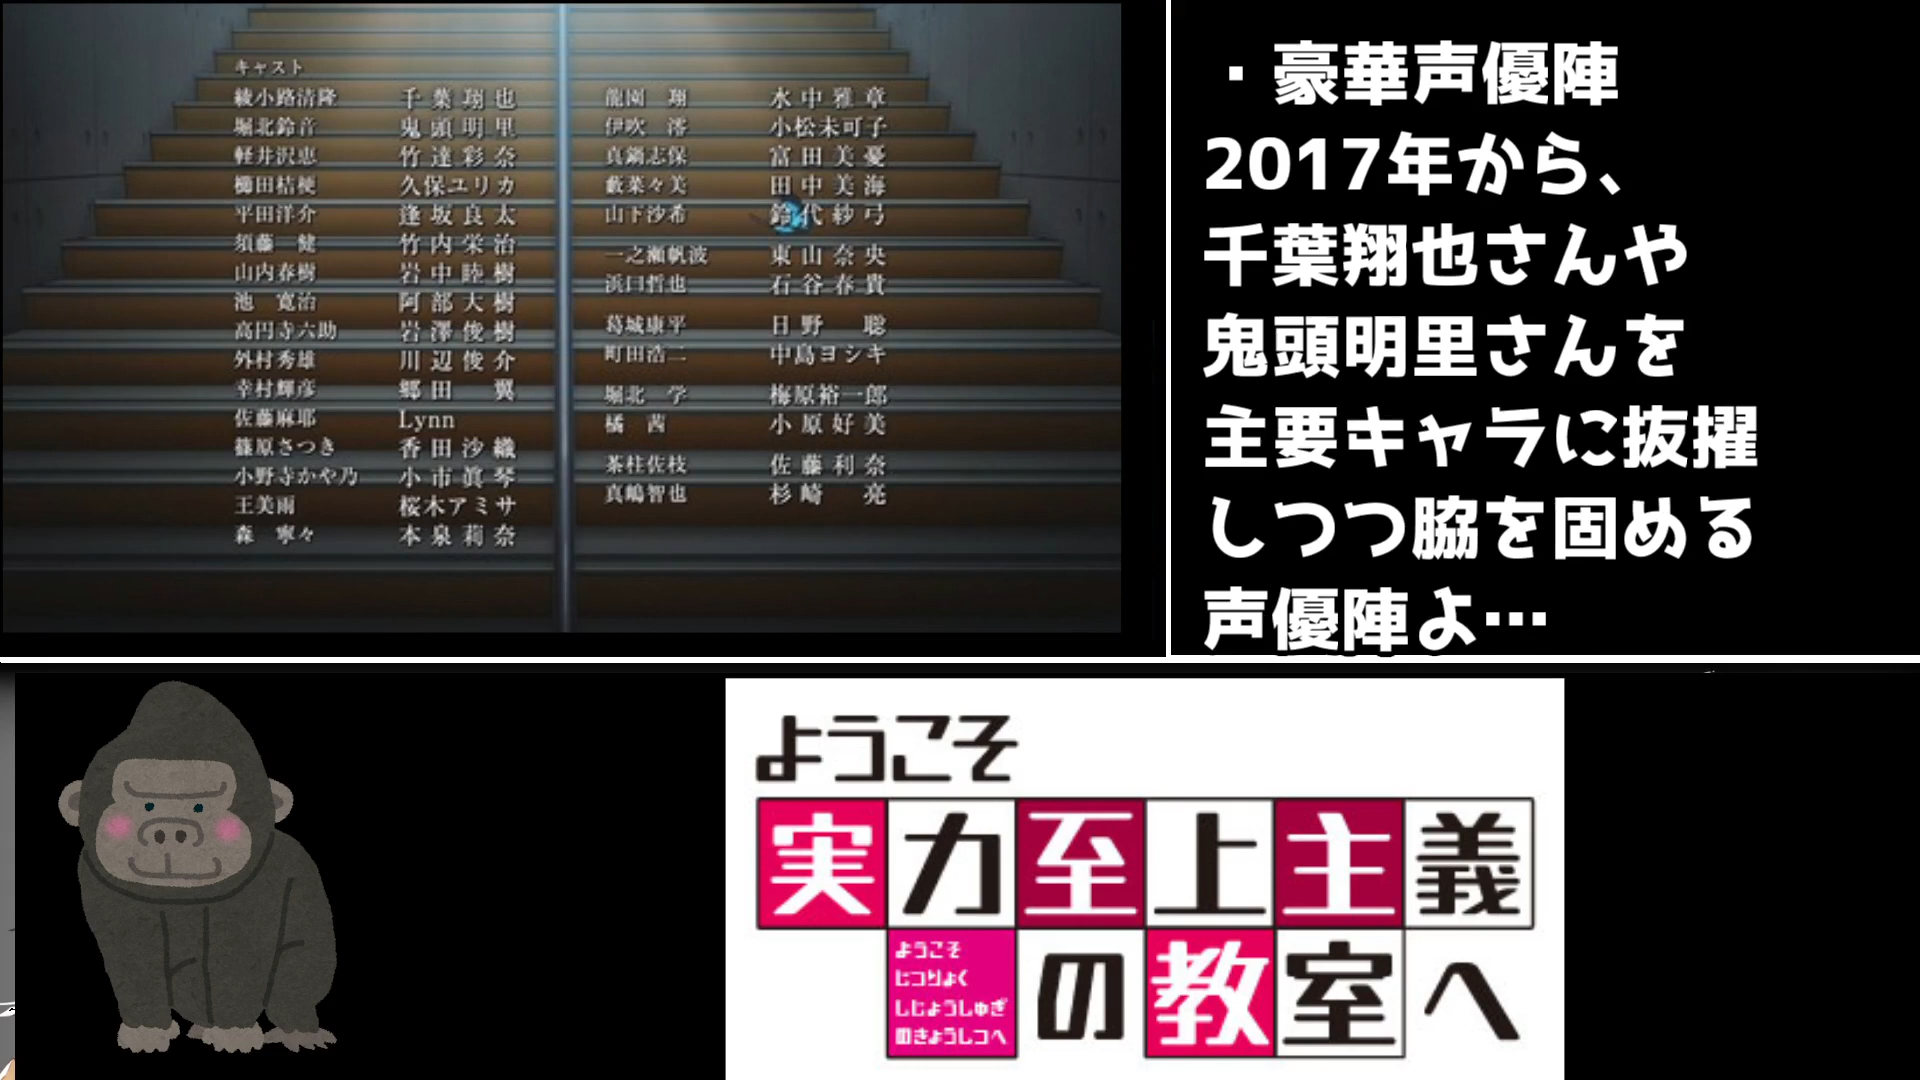 キャスト
綾小路清隆 千葉翔也
堀北鈴音 鬼頭明里
軽井沢恵 竹達彩奈
櫛田桔梗 久保ユリカ
平田洋介 逢坂良太
須藤 健 竹内栄治
山内春樹 岩中睦樹
池 寛治 阿部大樹
高円寺六助 岩澤俊樹
外村秀雄 川辺俊介
幸村輝彦 郷田 翼
佐藤麻耶 Lynn
篠原さつき 香田沙織
小野寺かや乃 小市眞琴
王美雨 桜木アミサ
森 寧々 本泉莉奈
龍園 翔 水中雅章
伊吹 澪 小松未可子
真鍋志保 富田美憂
藪菜々美 田中美海
山下沙希 鈴代紗弓
一之瀬帆波 東山奈央
浜口哲也 石谷春貴
葛城康平 日野 聡
町田浩二 中島ヨシキ
堀北 学 梅原裕一郎
橘 茜 小原好美
茶柱佐枝 佐藤利奈
真嶋智也 杉崎 亮
・豪華声優陣
2017年から、
千葉翔也さんや
鬼頭明里さんを
主要キャラに抜擢
しつつ脇を固める
声優陣よ…
ようこそ
実力至上主義
の教室へ
ようこそ
じつりょく
しじょうしゅぎ
のきょうしつへ